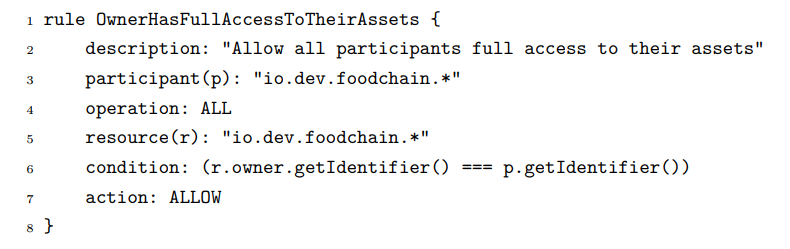 1 rule OwnerHasFullAccessToTheirAssets {
2 description: "Allow all participants full access to their assets"
3 participant(p): "io.dev.foodchain.*"
4 operation: ALL
5 resource(r): "io.dev.foodchain.*"
6 condition: (r.owner.getIdentifier() === p.getIdentifier())
7 action: ALLOW
8 }